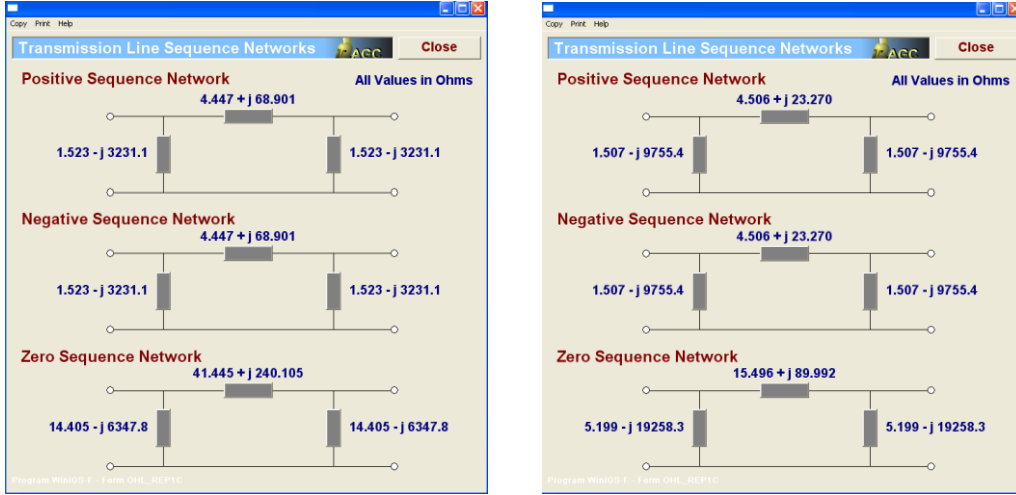 Copy Print Help
Transmission Line Sequence Networks AGC Close
Positive Sequence Network All Values in Ohms
4.447 + j 68.901
1.523 - j 3231.1 1.523 - j 3231.1
Negative Sequence Network
4.447 + j 68.901
1.523 - j 3231.1 1.523 - j 3231.1
Zero Sequence Network
41.445 + j 240.105
14.405 - j 6347.8 14.405 - j 6347.8
Program WinIGS-F - Form OHL_REP1C
Copy Print Help
Transmission Line Sequence Networks AGC Close
Positive Sequence Network All Values in Ohms
4.506 + j 23.270
1.507 - j 9755.4 1.507 - j 9755.4
Negative Sequence Network
4.506 + j 23.270
1.507 - j 9755.4 1.507 - j 9755.4
Zero Sequence Network
15.496 + j 89.992
5.199 - j 19258.3 5.199 - j 19258.3
Program WinIGS-F - Form OHL_REP1C